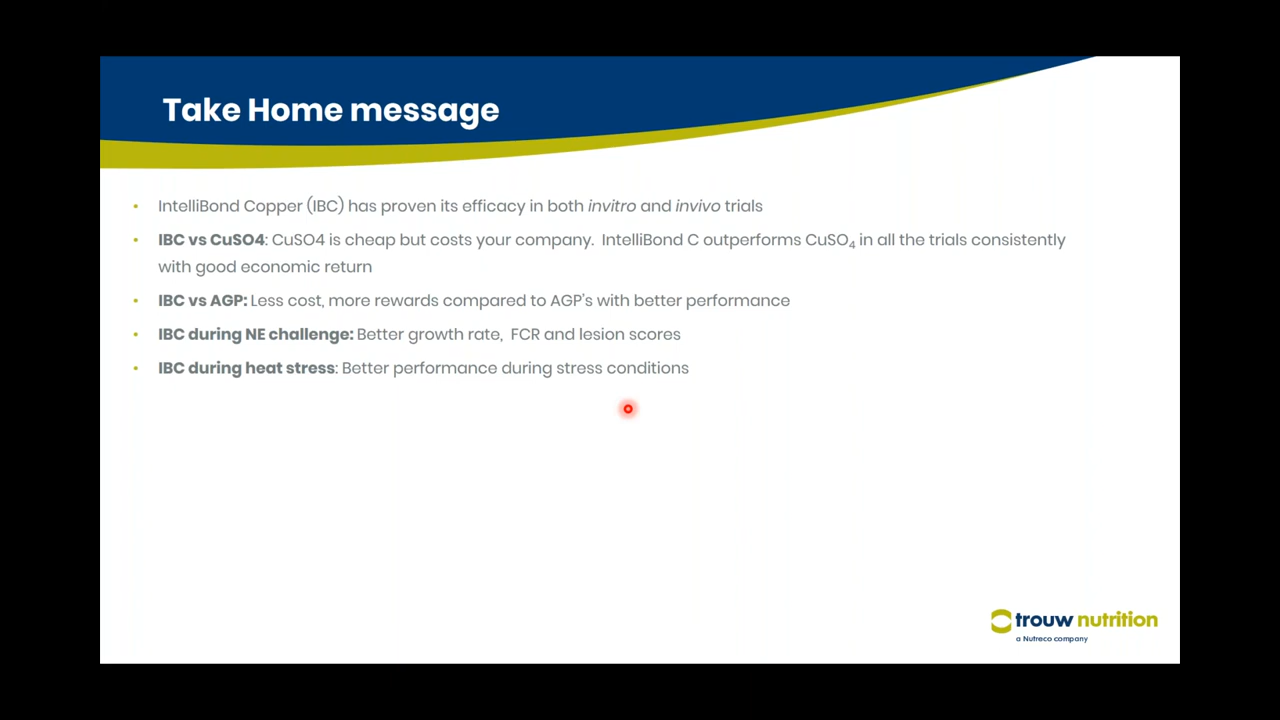 Take Home message
• IntelliBond Copper (IBC) has proven its efficacy in both invitro and invivo trials
• IBC vs CuSO4: CuSO4 is cheap but costs your company.  IntelliBond C outperforms CuSO₄ in all the trials consistently
with good economic return
• IBC vs AGP: Less cost, more rewards compared to AGP's with better performance
• IBC during NE challenge: Better growth rate,  FCR and lesion scores
• IBC during heat stress: Better performance during stress conditions
trouw nutrition
a Nutreco company